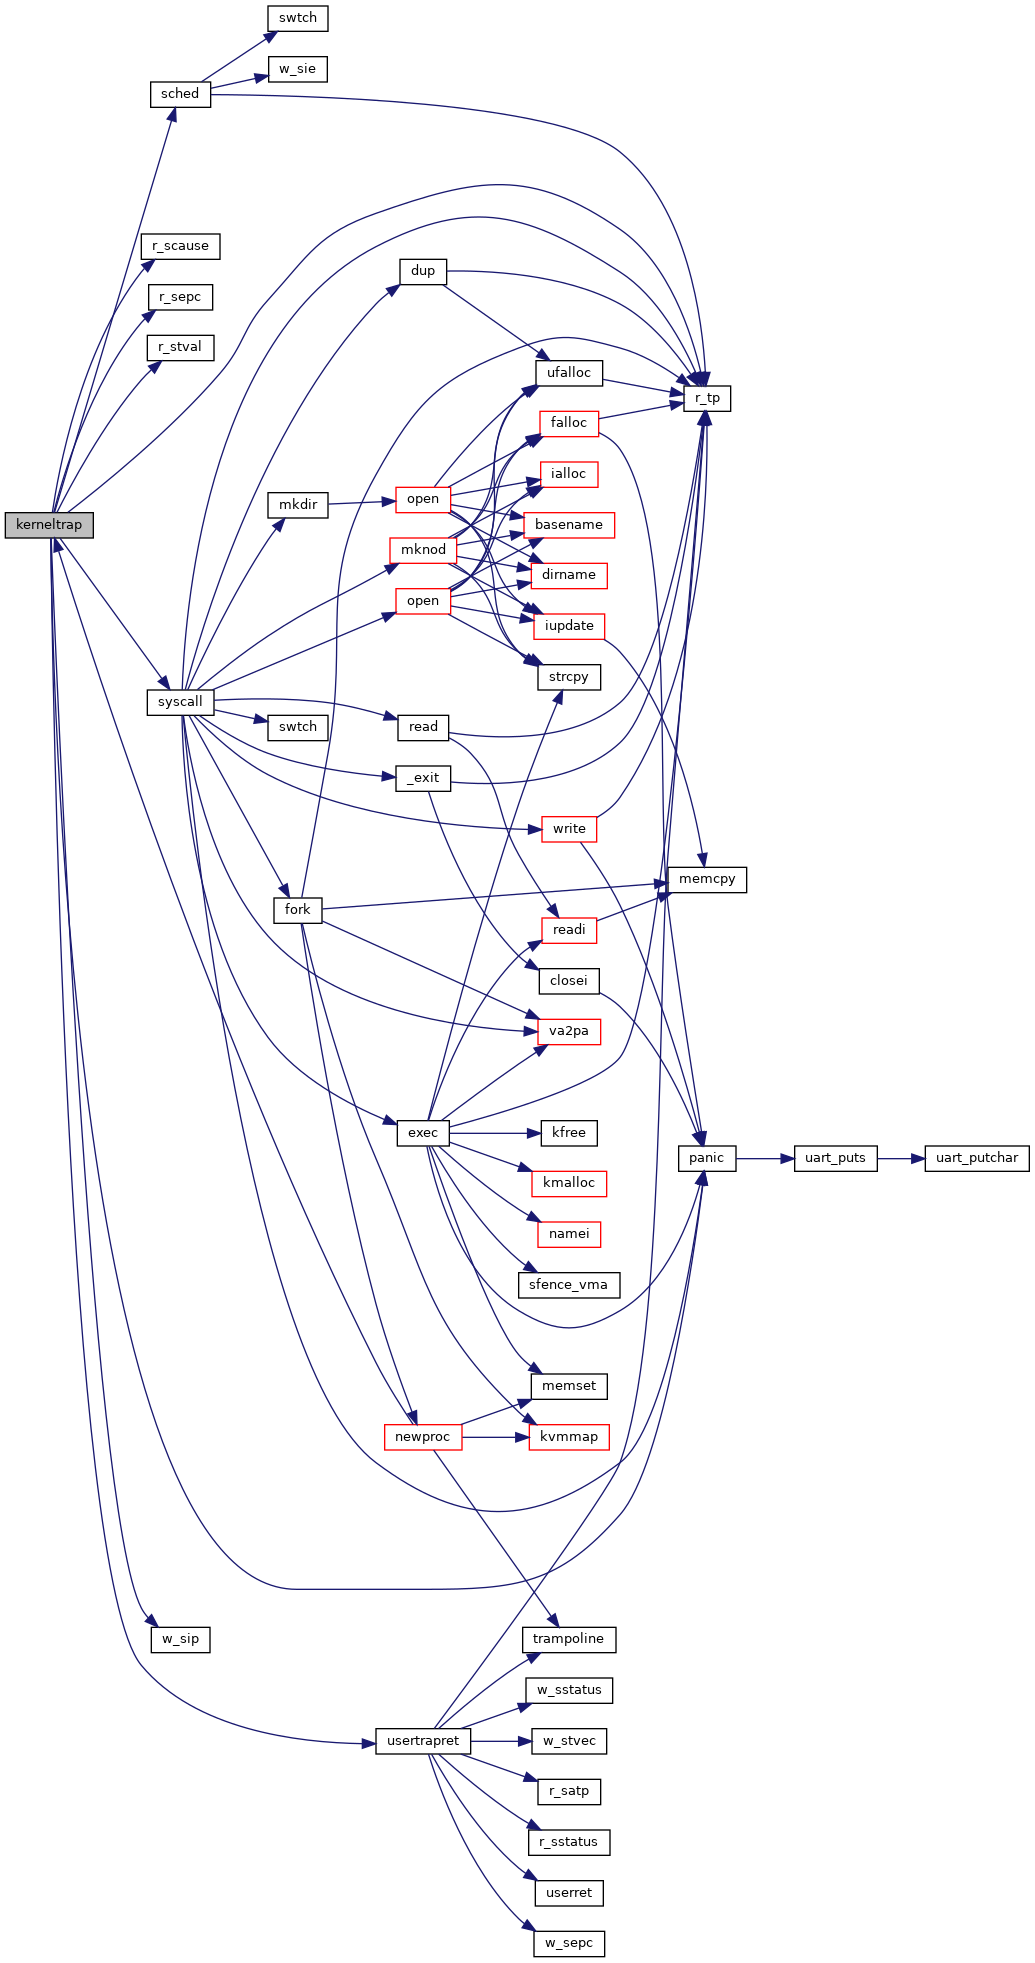 swtch
w_sie
sched
r_scause
r_sepc
dup
r_stval
ufalloc
r_tp
falloc
ialloc
open
mkdir
kerneltrap
basename
mknod
dirname
open
iupdate
strcpy
syscall
swtch
read
_exit
write
memcpy
fork
readi
closei
va2pa
exec
kfree
panic
uart_puts
uart_putchar
kmalloc
namei
sfence_vma
memset
newproc
kvmmap
w_sip
trampoline
w_sstatus
usertrapret
w_stvec
r_satp
r_sstatus
userret
w_sepc